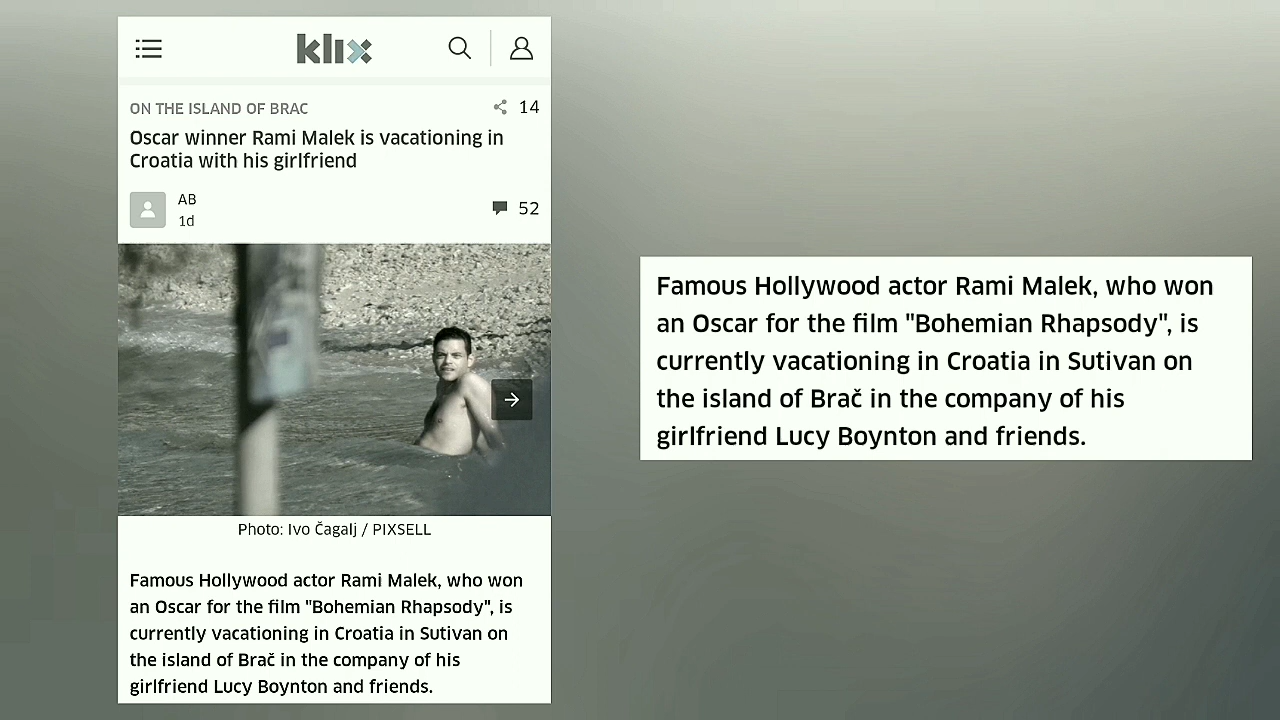 klix
ON THE ISLAND OF BRAC
14
Oscar winner Rami Malek is vacationing in
Croatia with his girlfriend
AB
1d
52
Photo: Ivo Čagalj / PIXSELL
Famous Hollywood actor Rami Malek, who won
an Oscar for the film "Bohemian Rhapsody", is
currently vacationing in Croatia in Sutivan on
the island of Brač in the company of his
girlfriend Lucy Boynton and friends.
Famous Hollywood actor Rami Malek, who won
an Oscar for the film "Bohemian Rhapsody", is
currently vacationing in Croatia in Sutivan on
the island of Brač in the company of his
girlfriend Lucy Boynton and friends.